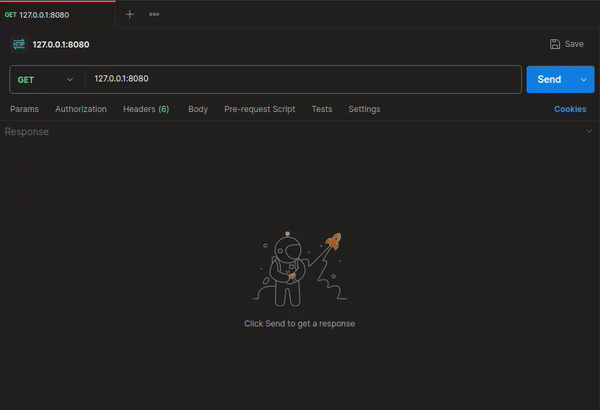 GET 127.0.0.1:8080
HTTP 127.0.0.1:8080 Save
GET 127.0.0.1:8080 Send
Params Authorization Headers (6) Body Pre-request Script Tests Settings Cookies
Response
Click Send to get a response